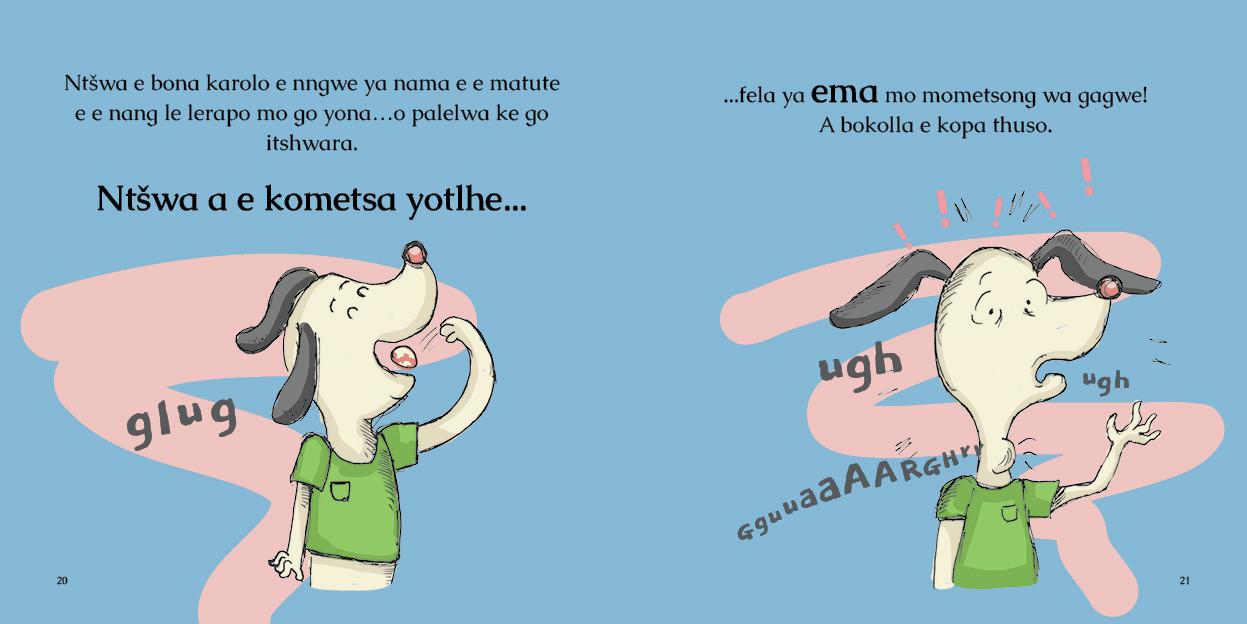 Ntšwa e bona karolo e nngwe ya nama e e matute
e e nang le lerapo mo go yona…o palelwa ke go
itshwara.
Ntšwa a e kometsa yotlhe...
glug
20
...fela ya ema mo mometsong wa gagwe!
A bokolla e kopa thuso.
! ! ! ! !
ugh
ugh
GguuaaAAARGHrr
21